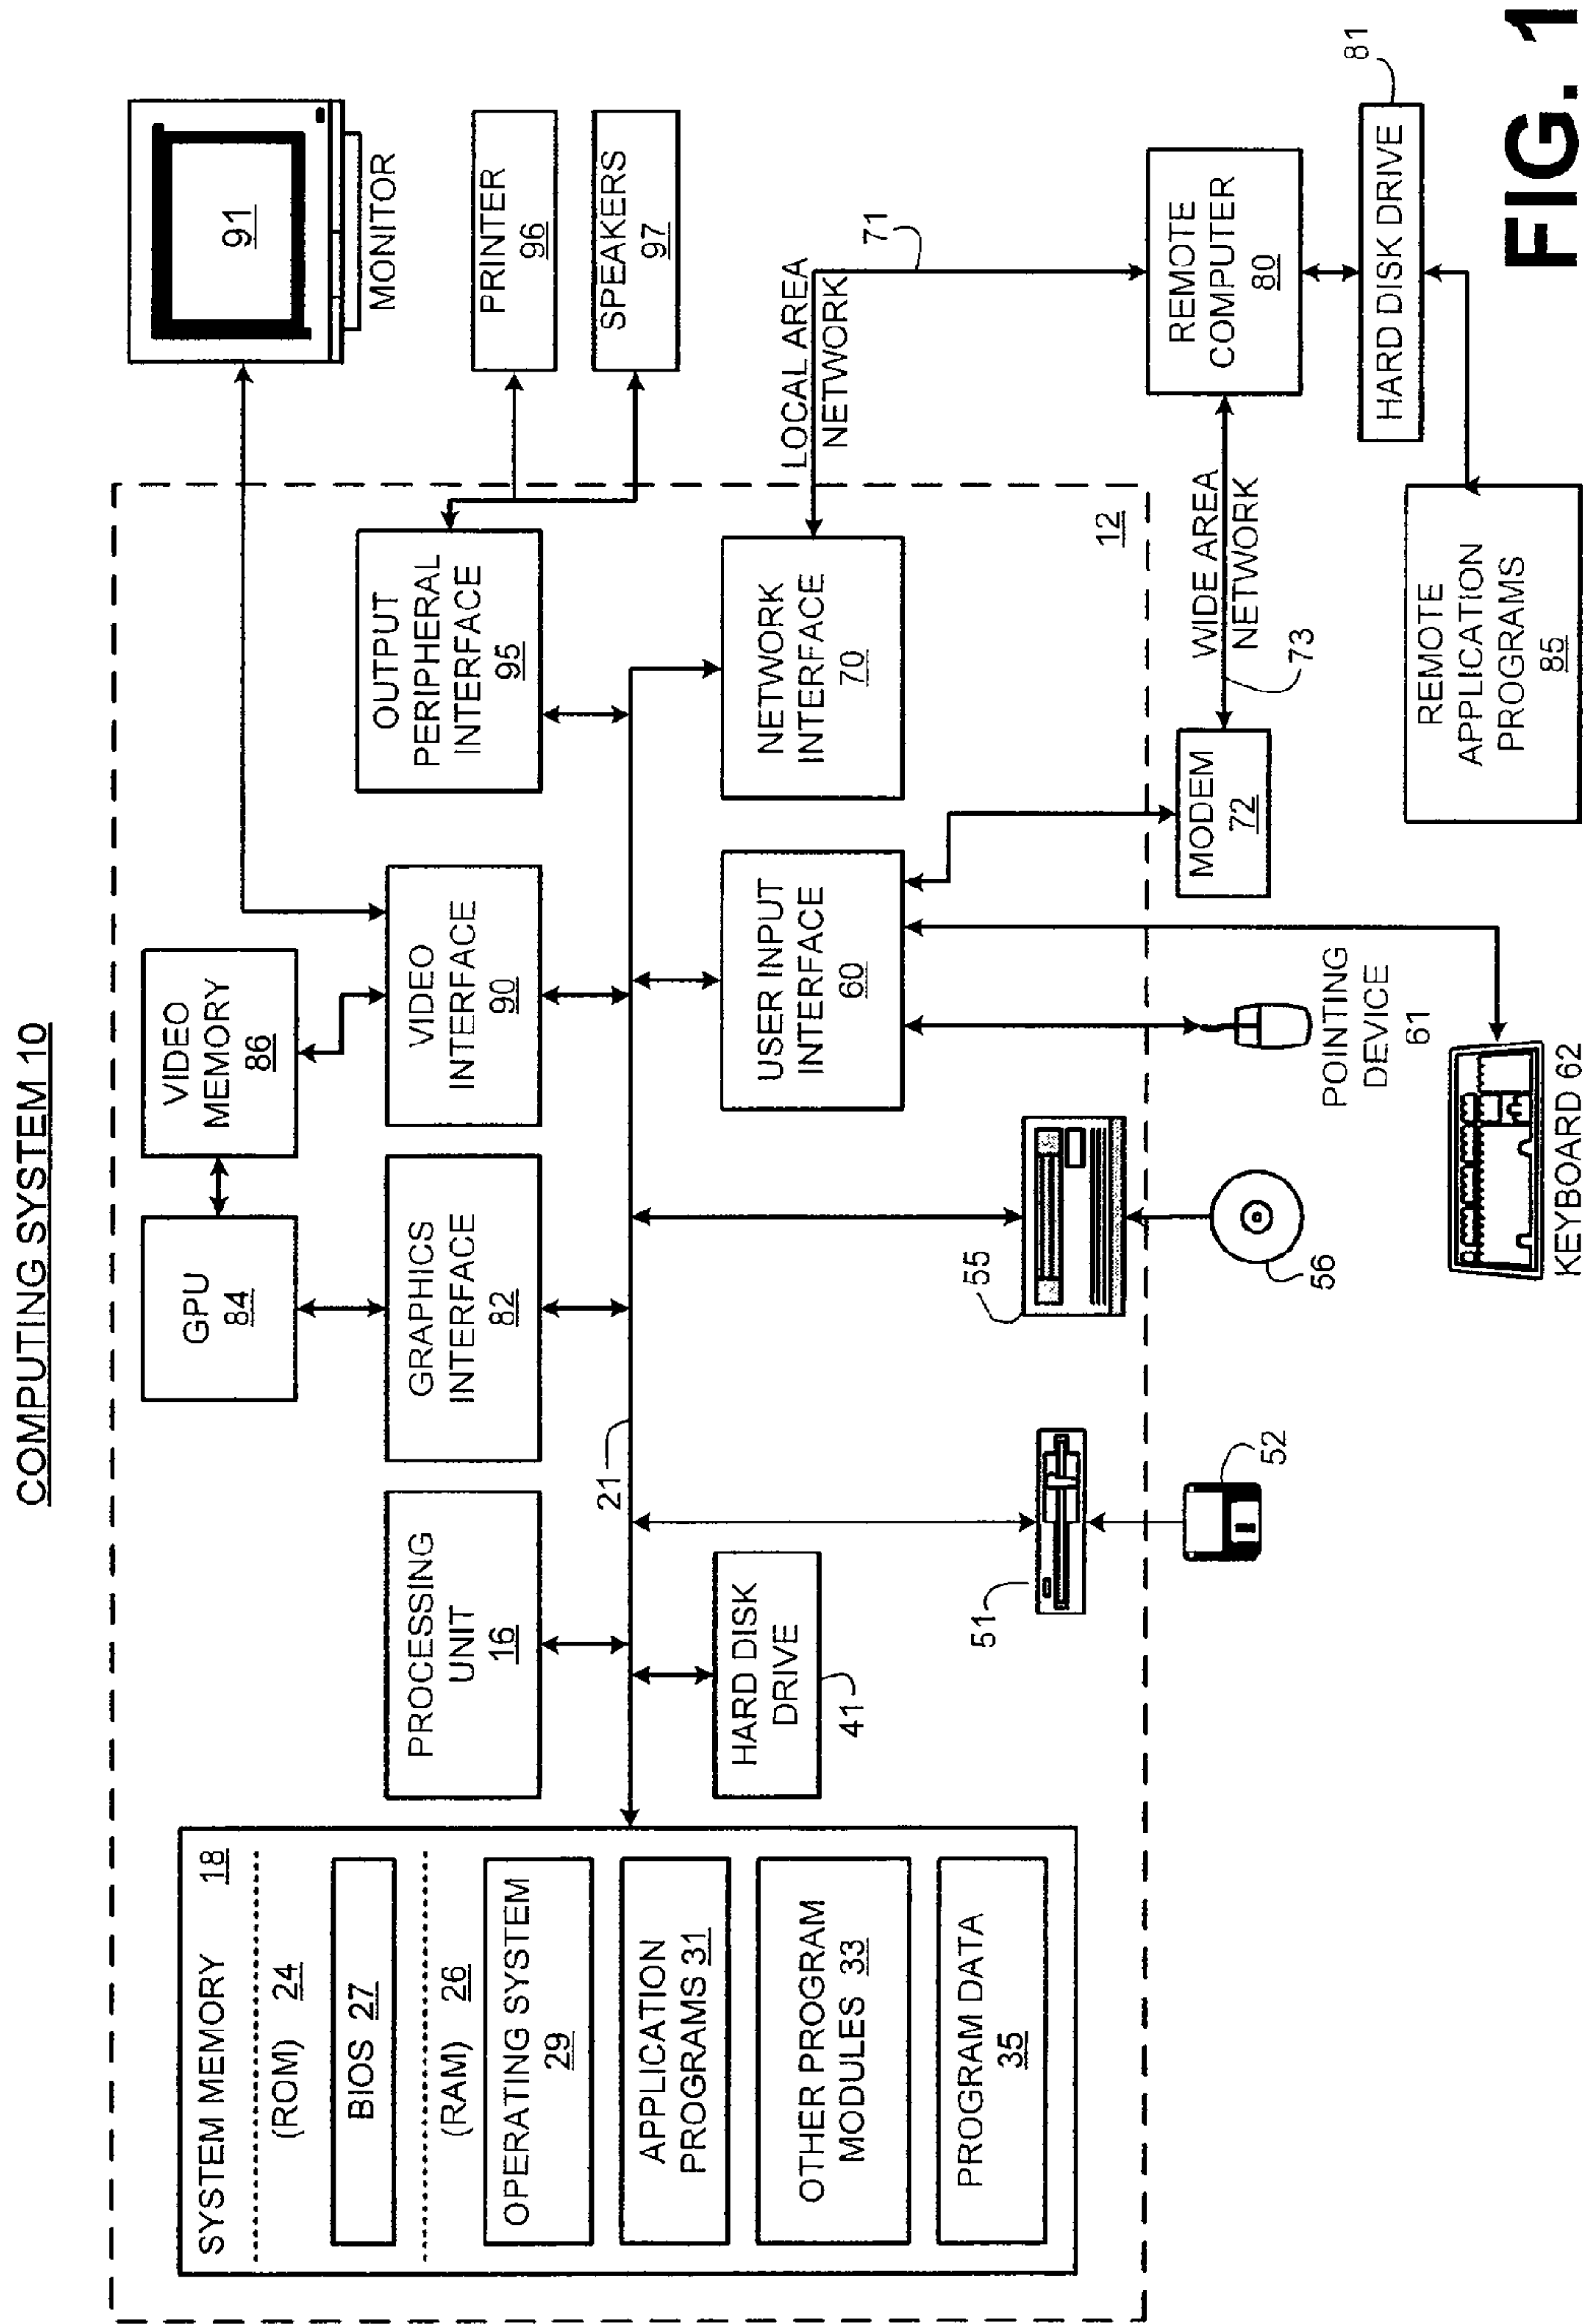 COMPUTING SYSTEM 10
SYSTEM MEMORY 18
(ROM) 24
BIOS 27
(RAM) 26
OPERATING SYSTEM
29
APPLICATION
PROGRAMS 31
OTHER PROGRAM
MODULES 33
PROGRAM DATA
35
PROCESSING
UNIT
16
GPU
84
GRAPHICS
INTERFACE
82
VIDEO
MEMORY
86
VIDEO
INTERFACE
90
OUTPUT
PERIPHERAL
INTERFACE
95
91
MONITOR
PRINTER
96
SPEAKERS
97
21
HARD DISK
DRIVE
41
51
52
55
56
USER INPUT
INTERFACE
60
NETWORK
INTERFACE
70
LOCAL AREA
NETWORK
71
12
MODEM
72
WIDE AREA
NETWORK
73
REMOTE
COMPUTER
80
HARD DISK DRIVE
81
REMOTE
APPLICATION
PROGRAMS
85
POINTING
DEVICE
61
KEYBOARD 62
FIG. 1